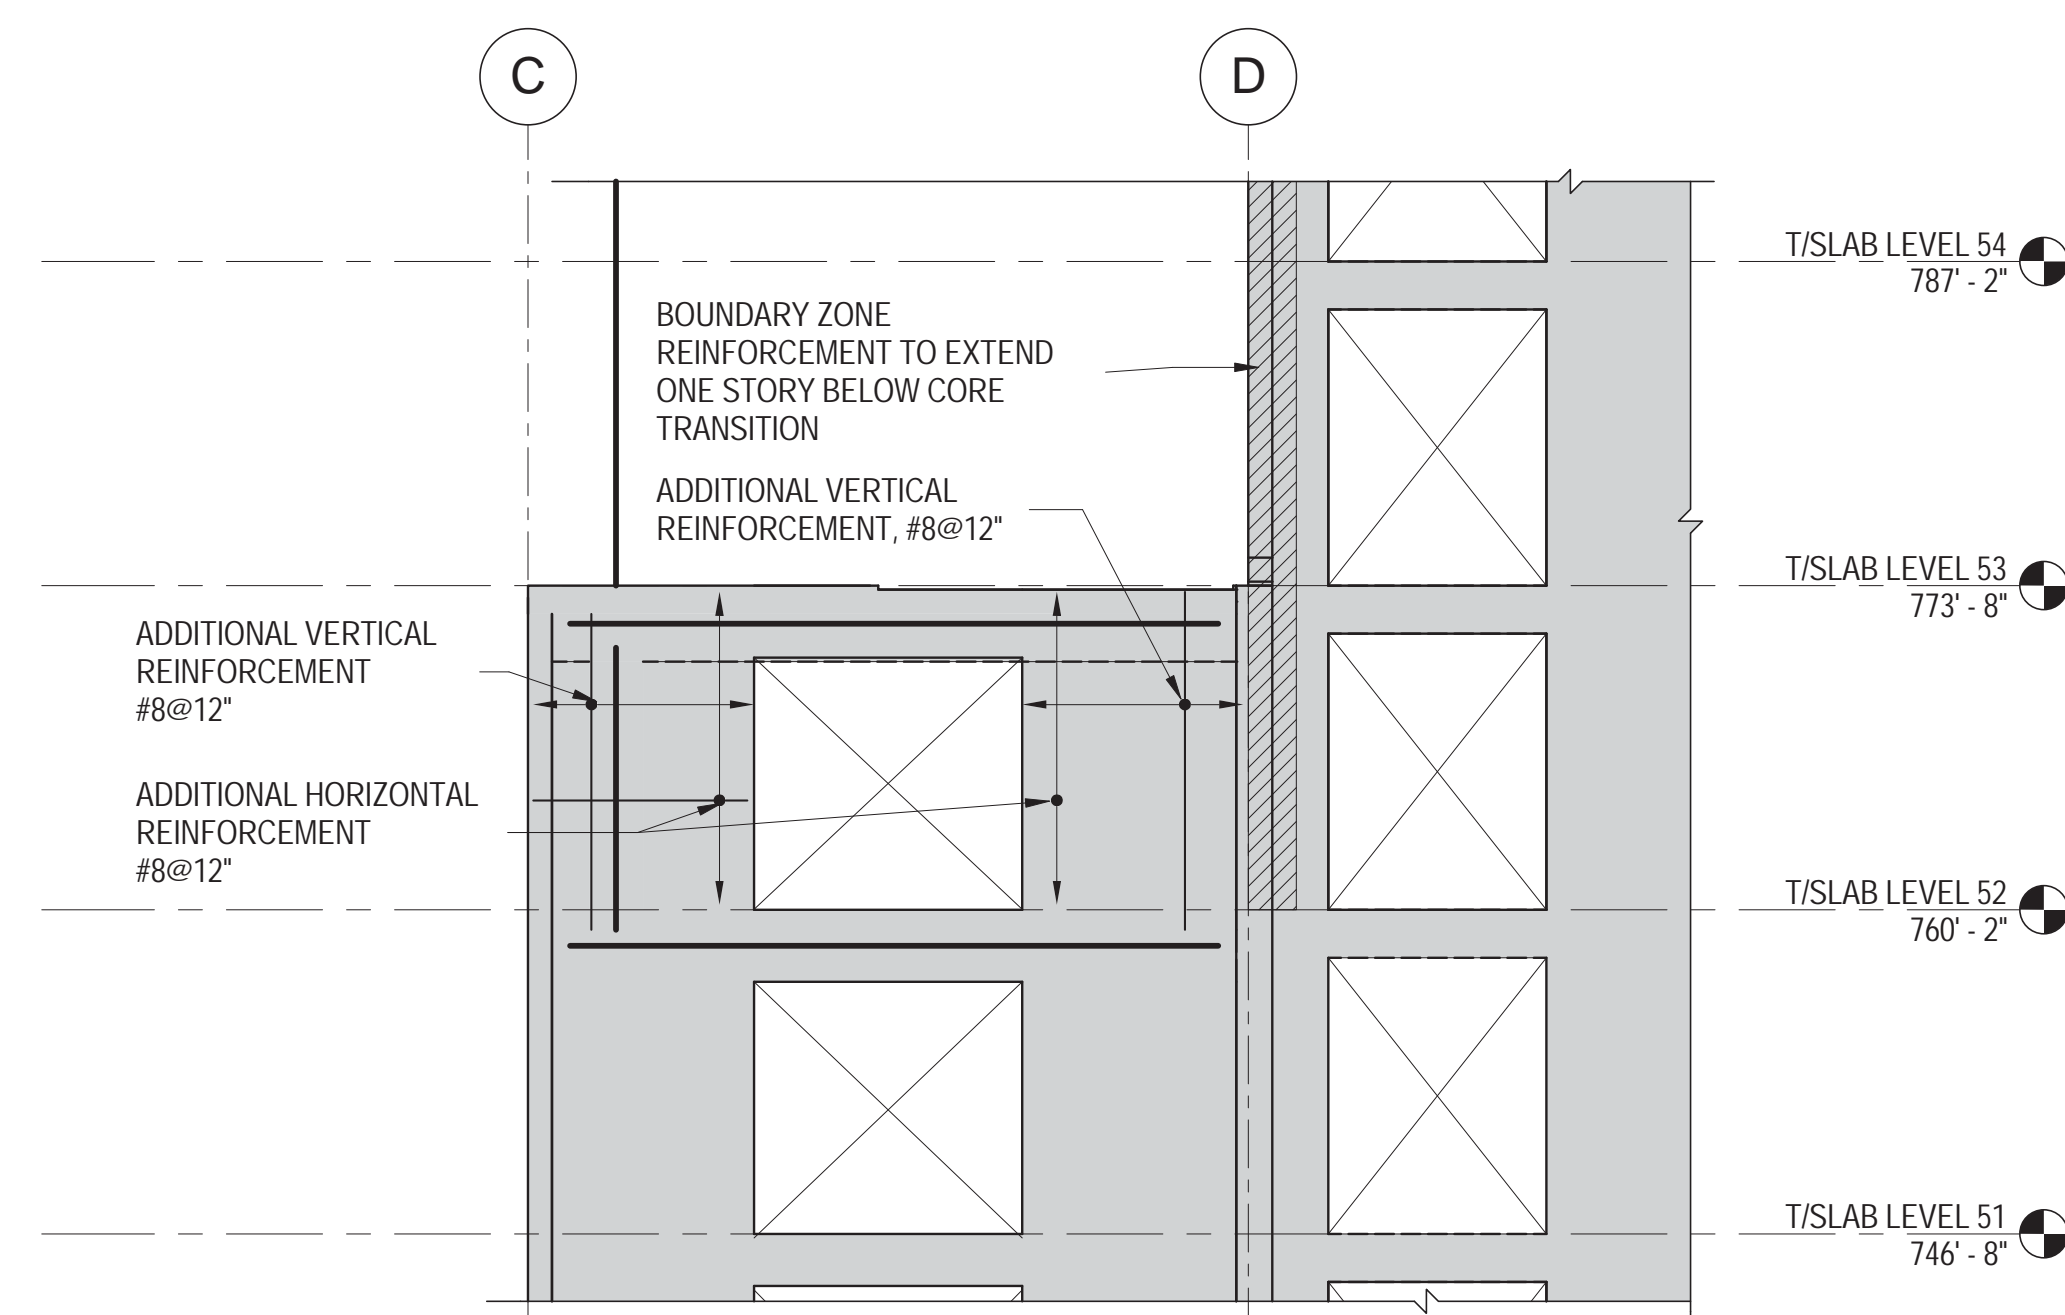 C
D
T/SLAB LEVEL 54
787' - 2"
BOUNDARY ZONE
REINFORCEMENT TO EXTEND
ONE STORY BELOW CORE
TRANSITION
ADDITIONAL VERTICAL
REINFORCEMENT, #8@12"
T/SLAB LEVEL 53
773' - 8"
ADDITIONAL VERTICAL
REINFORCEMENT
#8@12"
ADDITIONAL HORIZONTAL
REINFORCEMENT
#8@12"
T/SLAB LEVEL 52
760' - 2"
T/SLAB LEVEL 51
746' - 8"